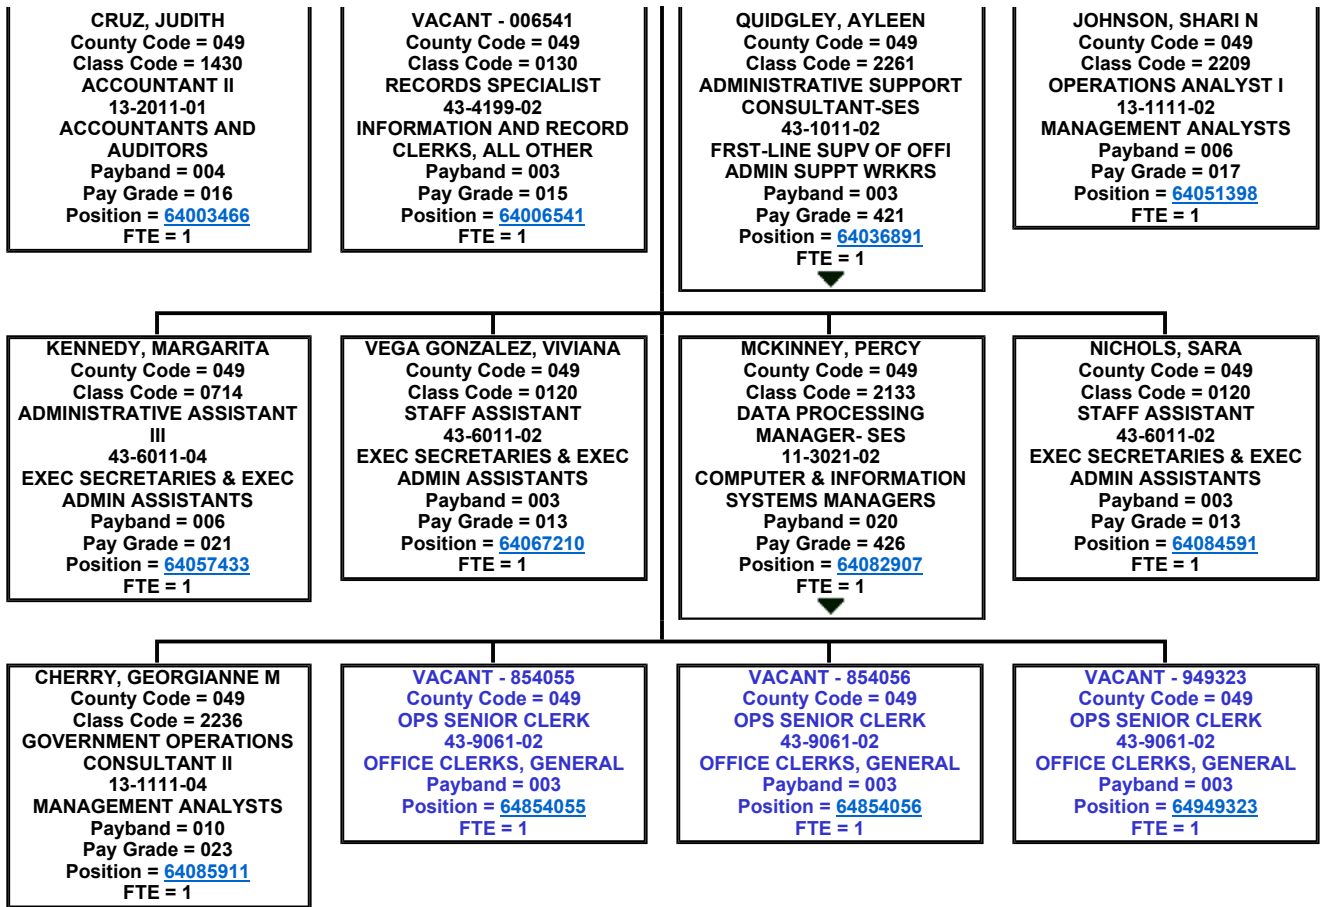 CRUZ, JUDITH
County Code = 049
Class Code = 1430
ACCOUNTANT II
13-2011-01
ACCOUNTANTS AND
AUDITORS
Payband = 004
Pay Grade = 016
Position = 64003466
FTE = 1
VACANT - 006541
County Code = 049
Class Code = 0130
RECORDS SPECIALIST
43-4199-02
INFORMATION AND RECORD
CLERKS, ALL OTHER
Payband = 003
Pay Grade = 015
Position = 64006541
FTE = 1
QUIDGLEY, AYLEEN
County Code = 049
Class Code = 2261
ADMINISTRATIVE SUPPORT
CONSULTANT-SES
43-1011-02
FRST-LINE SUPV OF OFFI
ADMIN SUPPT WRKRS
Payband = 003
Pay Grade = 421
Position = 64036891
FTE = 1
JOHNSON, SHARI N
County Code = 049
Class Code = 2209
OPERATIONS ANALYST I
13-1111-02
MANAGEMENT ANALYSTS
Payband = 006
Pay Grade = 017
Position = 64051398
FTE = 1
KENNEDY, MARGARITA
County Code = 049
Class Code = 0714
ADMINISTRATIVE ASSISTANT
III
43-6011-04
EXEC SECRETARIES & EXEC
ADMIN ASSISTANTS
Payband = 006
Pay Grade = 021
Position = 64057433
FTE = 1
VEGA GONZALEZ, VIVIANA
County Code = 049
Class Code = 0120
STAFF ASSISTANT
43-6011-02
EXEC SECRETARIES & EXEC
ADMIN ASSISTANTS
Payband = 003
Pay Grade = 013
Position = 64067210
FTE = 1
MCKINNEY, PERCY
County Code = 049
Class Code = 2133
DATA PROCESSING
MANAGER- SES
11-3021-02
COMPUTER & INFORMATION
SYSTEMS MANAGERS
Payband = 020
Pay Grade = 426
Position = 64082907
FTE = 1
NICHOLS, SARA
County Code = 049
Class Code = 0120
STAFF ASSISTANT
43-6011-02
EXEC SECRETARIES & EXEC
ADMIN ASSISTANTS
Payband = 003
Pay Grade = 013
Position = 64084591
FTE = 1
CHERRY, GEORGIANNE M
County Code = 049
Class Code = 2236
GOVERNMENT OPERATIONS
CONSULTANT II
13-1111-04
MANAGEMENT ANALYSTS
Payband = 010
Pay Grade = 023
Position = 64085911
FTE = 1
VACANT - 854055
County Code = 049
OPS SENIOR CLERK
43-9061-02
OFFICE CLERKS, GENERAL
Payband = 003
Position = 64854055
FTE = 1
VACANT - 854056
County Code = 049
OPS SENIOR CLERK
43-9061-02
OFFICE CLERKS, GENERAL
Payband = 003
Position = 64854056
FTE = 1
VACANT - 949323
County Code = 049
OPS SENIOR CLERK
43-9061-02
OFFICE CLERKS, GENERAL
Payband = 003
Position = 64949323
FTE = 1